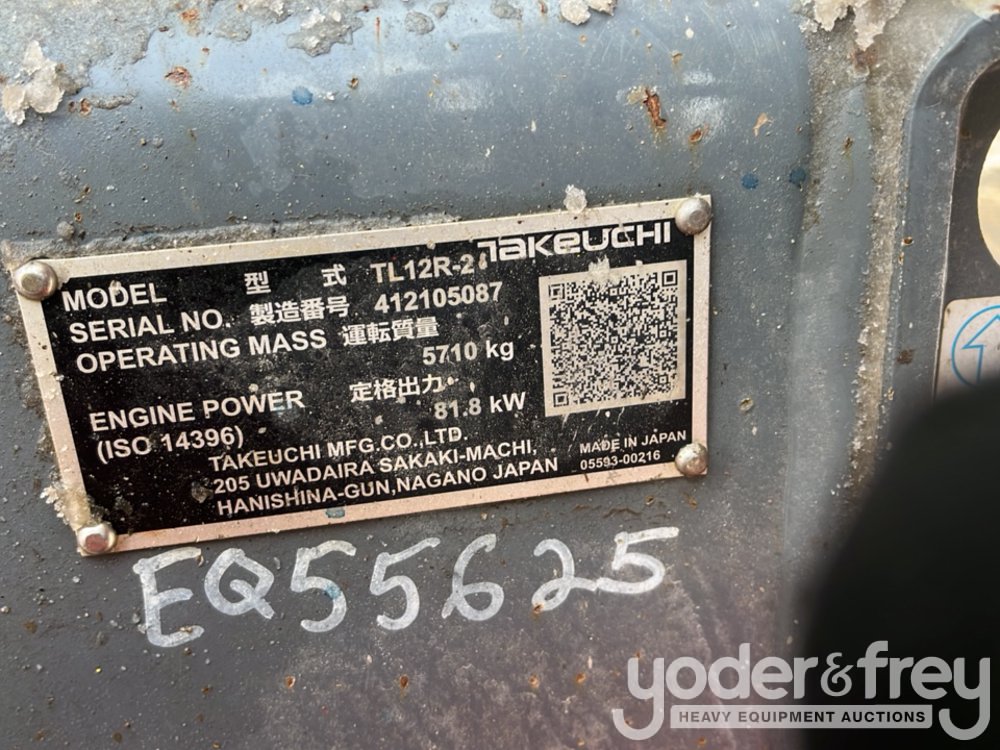 TAKEUCHI
MODEL 型 式 TL12R-2
SERIAL NO. 製造番号 412105087
OPERATING MASS 運転質量
5710 kg
ENGINE POWER 定格出力
(ISO 14396) 81.8 kW
TAKEUCHI MFG.CO.,LTD.
205 UWADAIRA SAKAKI-MACHI,
HANISHINA-GUN,NAGANO JAPAN
MADE IN JAPAN
05593-00216
EQ55625
yoder&frey
HEAVY EQUIPMENT AUCTIONS